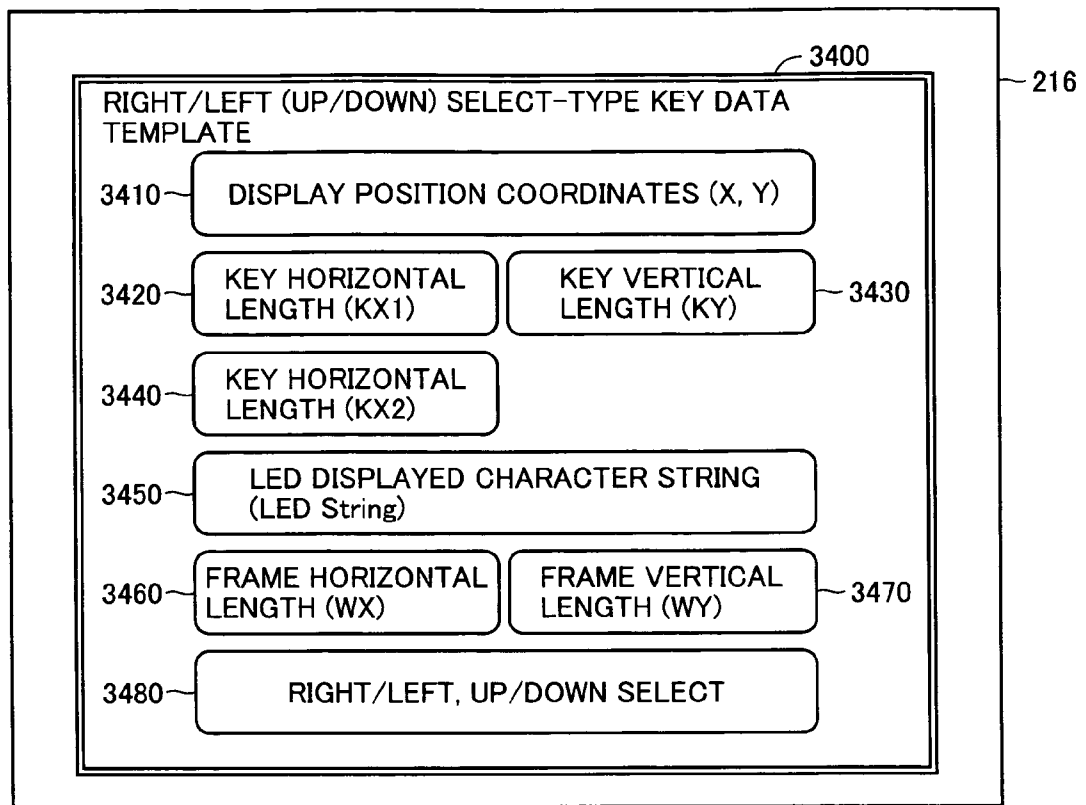 3400
216
RIGHT/LEFT (UP/DOWN) SELECT-TYPE KEY DATA
TEMPLATE
3410
DISPLAY POSITION COORDINATES (X, Y)
3420
KEY HORIZONTAL
LENGTH (KX1)
KEY VERTICAL
LENGTH (KY)
3430
3440
KEY HORIZONTAL
LENGTH (KX2)
3450
LED DISPLAYED CHARACTER STRING
(LED String)
3460
FRAME HORIZONTAL
LENGTH (WX)
FRAME VERTICAL
LENGTH (WY)
3470
3480
RIGHT/LEFT, UP/DOWN SELECT